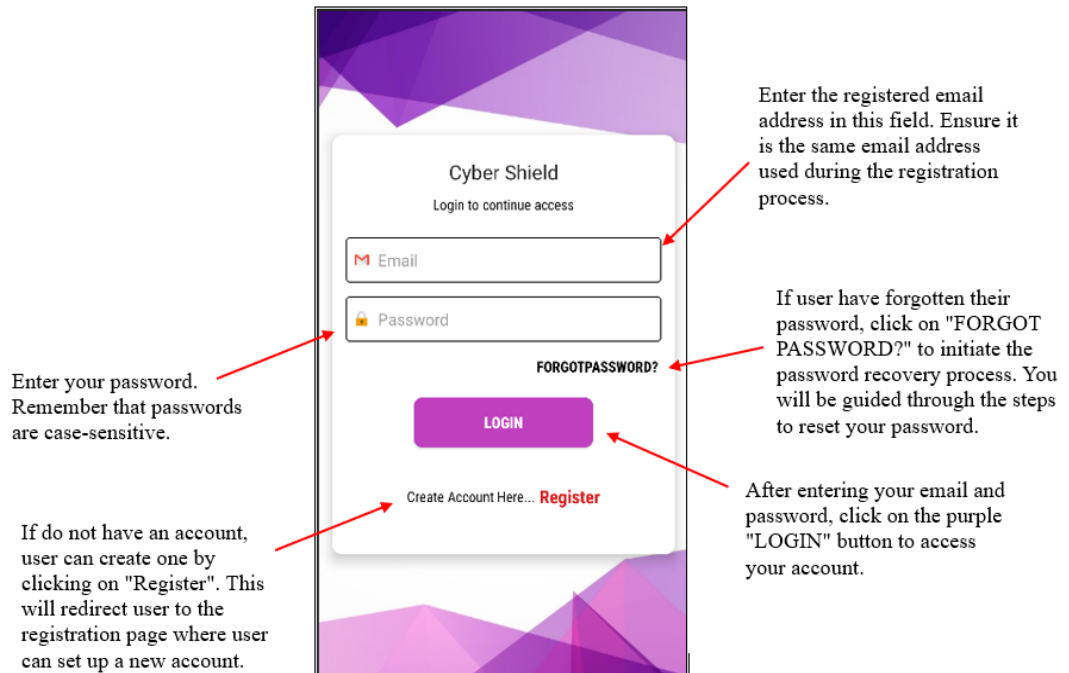 Enter the registered email
address in this field. Ensure it
is the same email address
used during the registration
process.
Cyber Shield
Login to continue access
Email
Password
FORGOTPASSWORD?
LOGIN
Create Account Here... Register
If user have forgotten their
password, click on "FORGOT
PASSWORD?" to initiate the
password recovery process. You
will be guided through the steps
to reset your password.
Enter your password.
Remember that passwords
are case-sensitive.
After entering your email and
password, click on the purple
"LOGIN" button to access
your account.
If do not have an account,
user can create one by
clicking on "Register". This
will redirect user to the
registration page where user
can set up a new account.